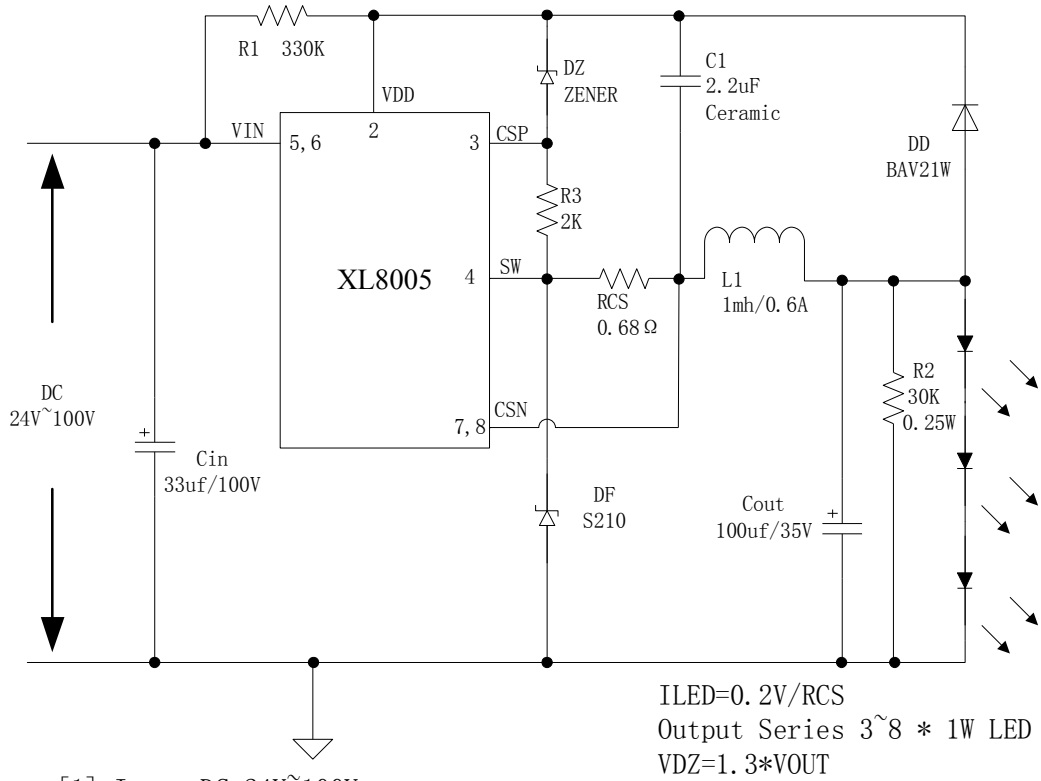 R1 330K
DZ
ZENER
C1
2.2uF
Ceramic
VDD
VIN
5,6
2
3
CSP
DD
BAV21W
R3
2K
XL8005
4
SW
RCS
0.68Ω
L1
1mh/0.6A
DC
24V~100V
7,8
CSN
R2
30K
0.25W
+
Cin
33uf/100V
DF
S210
Cout
100uf/35V
+
ILED=0.2V/RCS
Output Series 3~8 * 1W LED
VDZ=1.3*VOUT